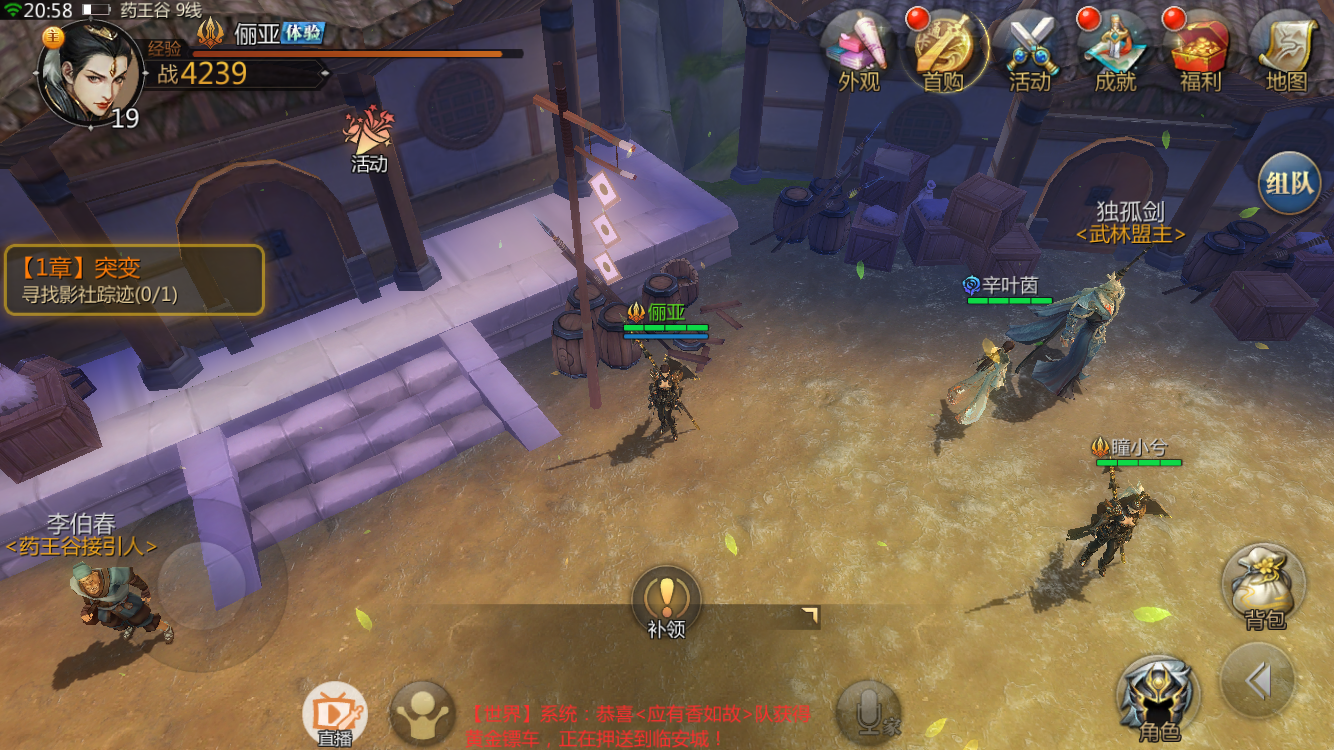 20:58
药王谷 9线
主
俪亚 体验
经验
战4239
19
外观
首购
活动
成就
福利
地图
活动
组队
独孤剑
<武林盟主>
【1章】突变
寻找影社踪迹(0/1)
辛叶茵
俪亚
瞳小兮
李伯春
<药王谷接引人>
补领
背包
直播
【世界】系统：恭喜<应有香如故>队获得
黄金镖车，正在押送到临安城！
家
角色